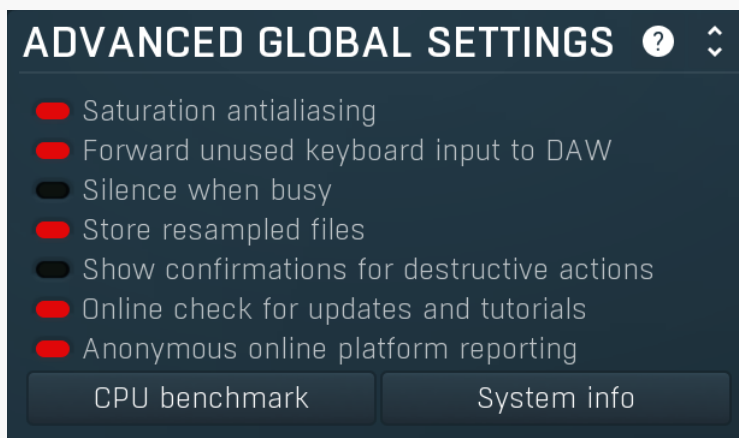 ADVANCED GLOBAL SETTINGS ?
Saturation antialiasing
Forward unused keyboard input to DAW
Silence when busy
Store resampled files
Show confirmations for destructive actions
Online check for updates and tutorials
Anonymous online platform reporting
CPU benchmark System info